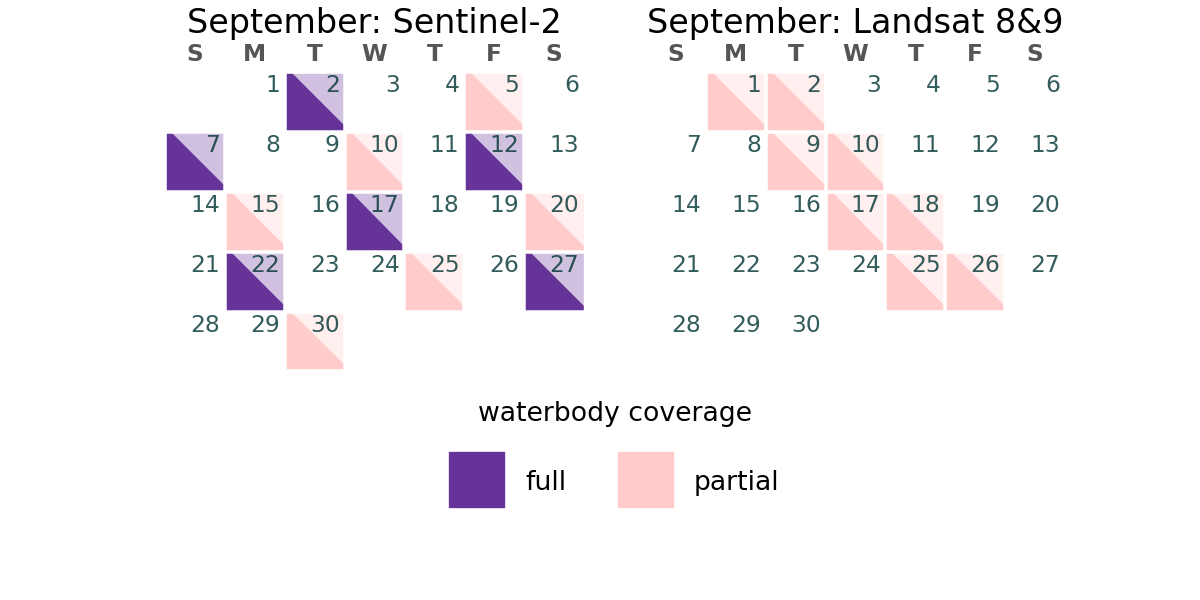 September: Sentinel-2
S M T W T F S
1 2 3 4 5 6
7 8 9 10 11 12 13
14 15 16 17 18 19 20
21 22 23 24 25 26 27
28 29 30
September: Landsat 8&9
S M T W T F S
1 2 3 4 5 6
7 8 9 10 11 12 13
14 15 16 17 18 19 20
21 22 23 24 25 26 27
28 29 30
waterbody coverage
full partial